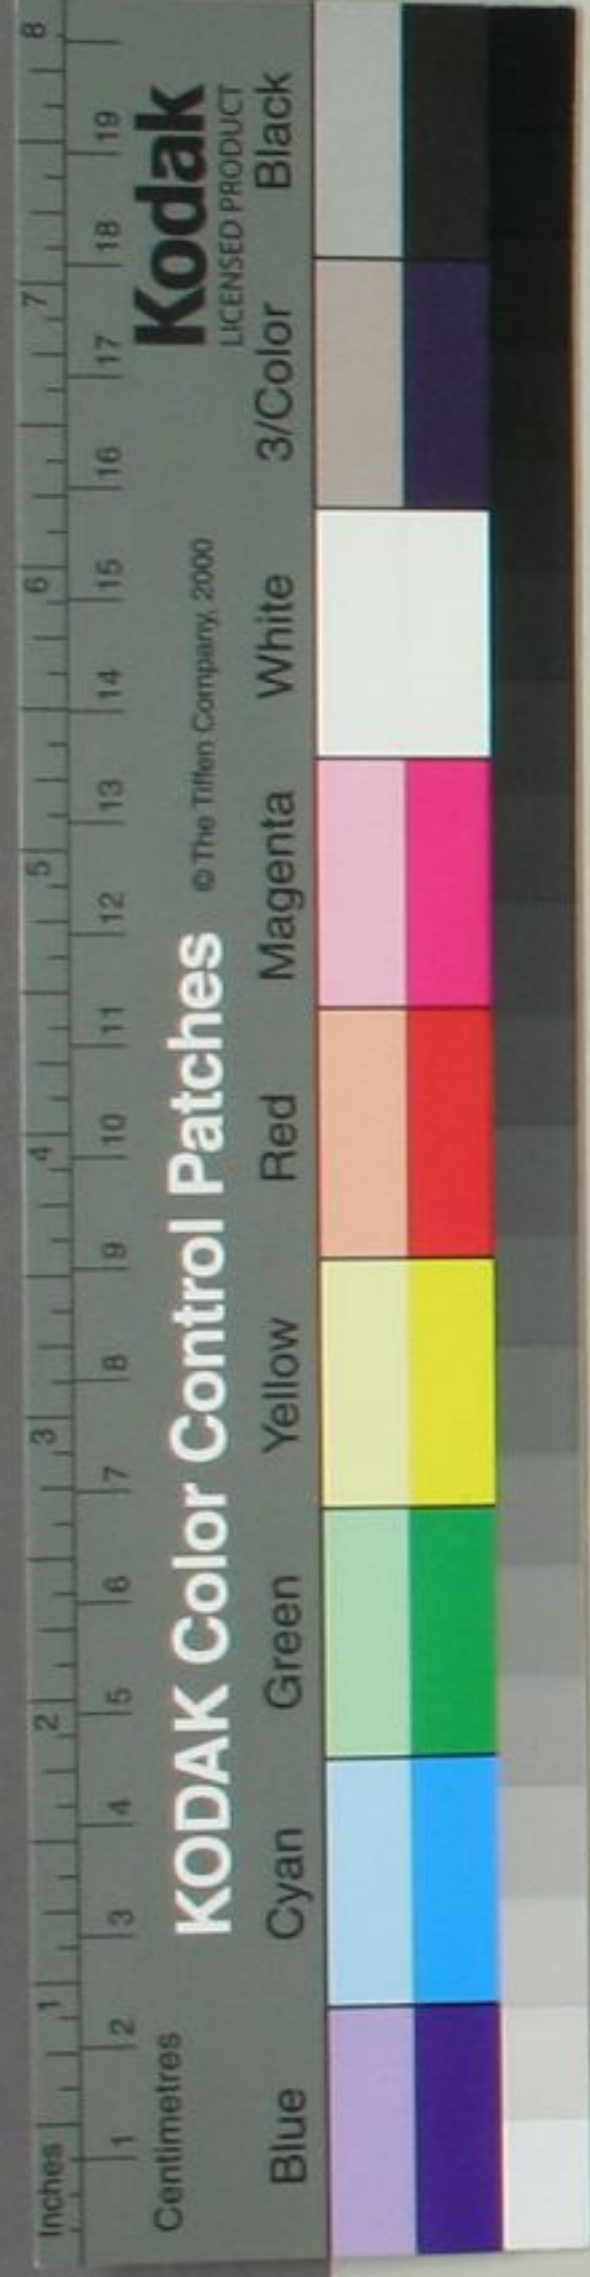 Inches 1 2 3 4 5 6 7 8
Centimetres 1 2 3 4 5 6 7 8 9 10 11 12 13 14 15 16 17 18 19
KODAK Color Control Patches
© The Tiffen Company, 2000
Kodak
LICENSED PRODUCT
Blue Cyan Green Yellow Red Magenta White 3/Color Black